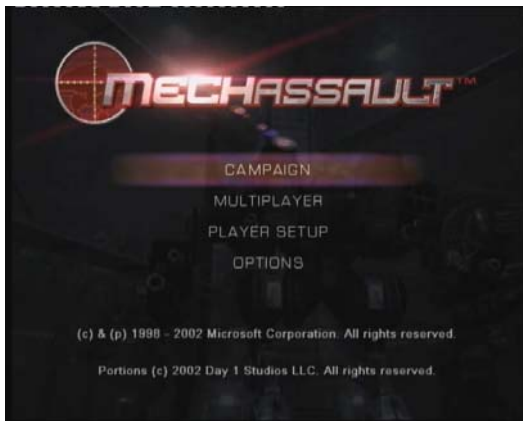 MECHASSAULT™
CAMPAIGN
MULTIPLAYER
PLAYER SETUP
OPTIONS
(c) & (p) 1998 - 2002 Microsoft Corporation. All rights reserved.
Portions (c) 2002 Day 1 Studios LLC. All rights reserved.